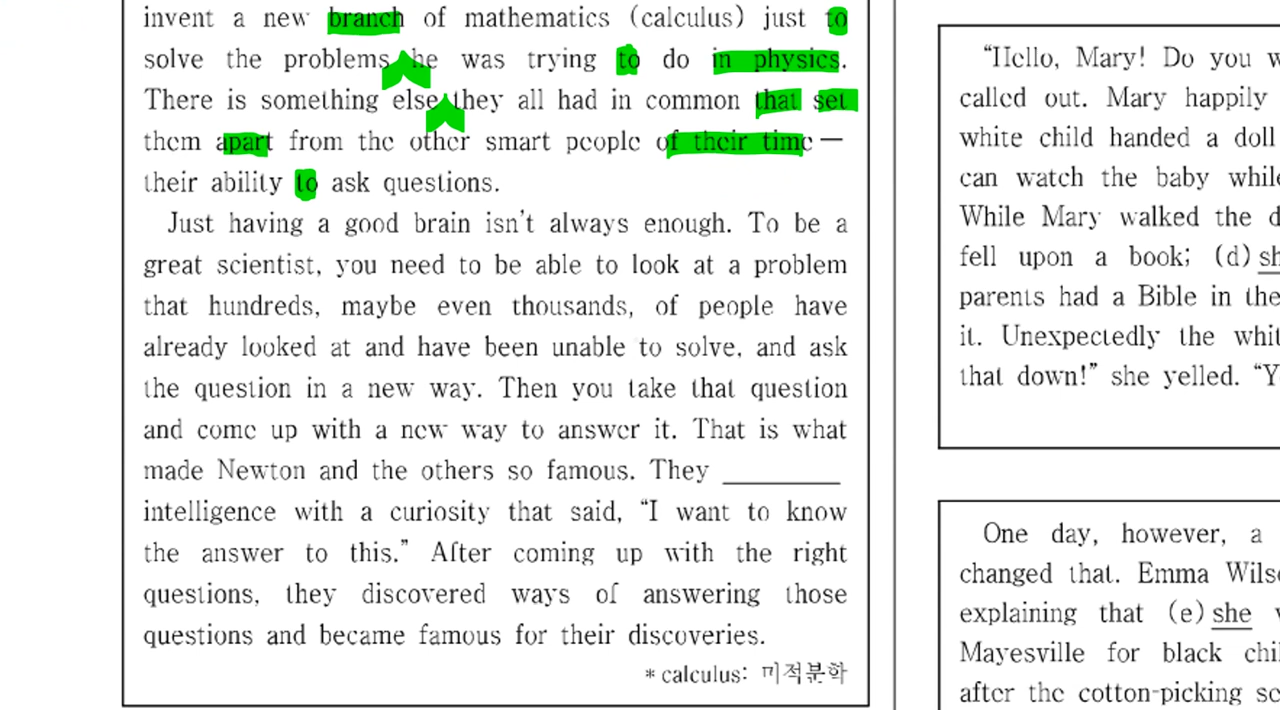 invent a new branch of mathematics (calculus) just to
solve the problems he was trying to do in physics.
There is something else they all had in common that set
them apart from the other smart people of their time—
their ability to ask questions.
Just having a good brain isn't always enough. To be a
great scientist, you need to be able to look at a problem
that hundreds, maybe even thousands, of people have
already looked at and have been unable to solve, and ask
the question in a new way. Then you take that question
and come up with a new way to answer it. That is what
made Newton and the others so famous. They ________
intelligence with a curiosity that said, “I want to know
the answer to this.” After coming up with the right
questions, they discovered ways of answering those
questions and became famous for their discoveries.
* calculus: 미적분학
“Hello, Mary! Do you
called out. Mary happily
white child handed a doll
can watch the baby while
While Mary walked the
fell upon a book; (d)
parents had a Bible in the
it. Unexpectedly the
that down!” she yelled.
One day, however, a
changed that. Emma
explaining that (e) she
Mayesville for black
after the cotton-picking